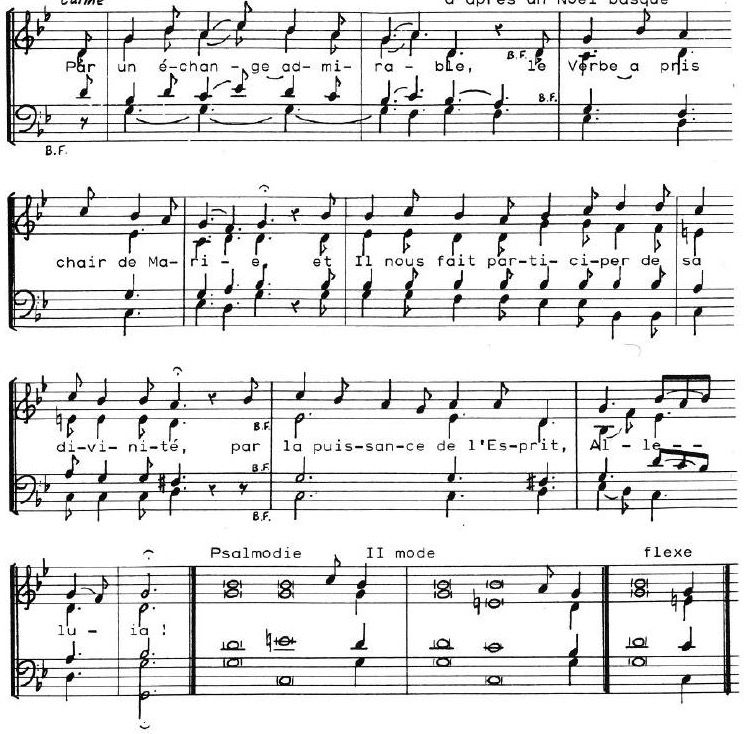 Calme d'après un Noël basque
B.F. B.F.
Par un é-chan-ge ad-mi-ra-ble, le Verbe a pris
B.F.
chair de Ma-ri-e, et Il nous fait par-ti-ci-per de sa
B.F.
di-vi-ni-té, par la puis-san-ce de l'Es-prit, Al-le--
B.F.
B.F.
Psalmodie II mode flexe
lu-ia !